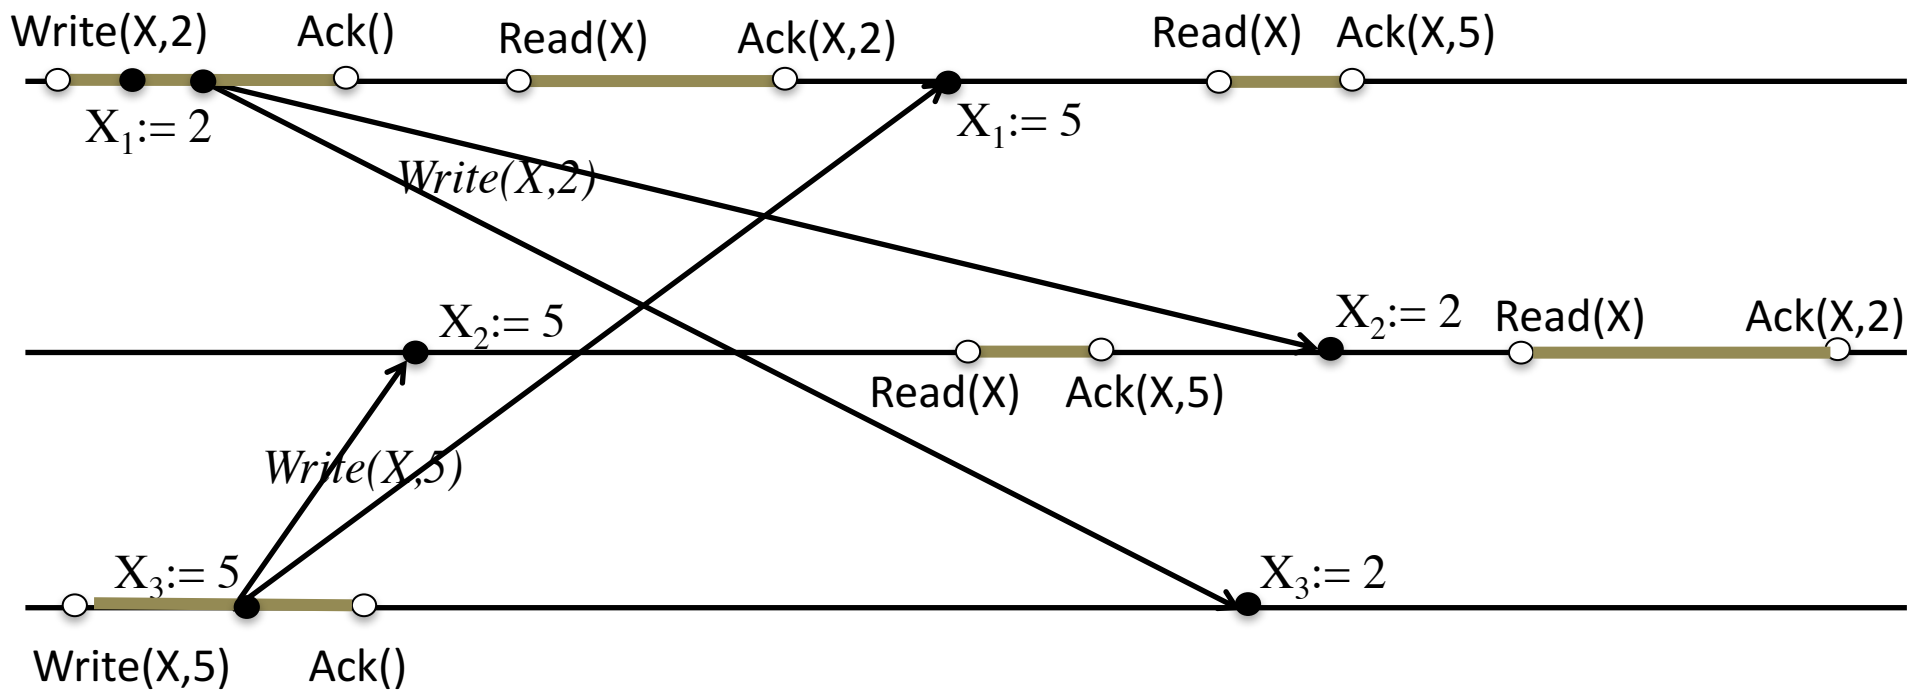 Write(X,2) Ack() Read(X) Ack(X,2) Read(X) Ack(X,5)
X₁:= 2 X₁:= 5
Write(X,2)
X₂:= 5 X₂:= 2 Read(X) Ack(X,2)
Read(X) Ack(X,5)
Write(X,5)
X₃:= 5 X₃:= 2
Write(X,5) Ack()